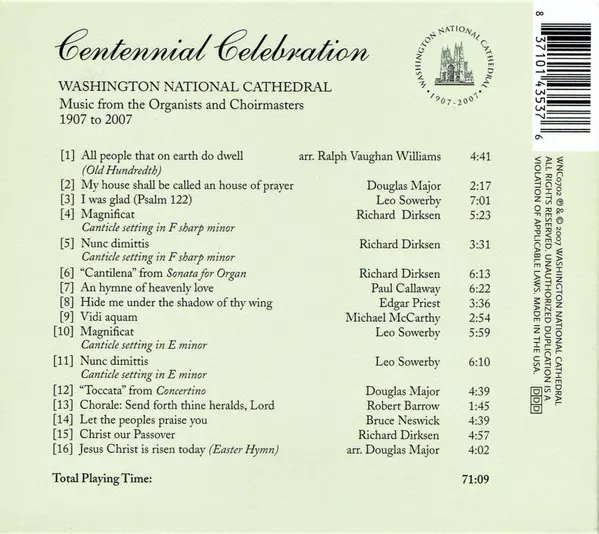 Centennial Celebration
WASHINGTON NATIONAL CATHEDRAL
Music from the Organists and Choirmasters
1907 to 2007
WASHINGTON NATIONAL CATHEDRAL
• 1907-2007 •
[1] All people that on earth do dwell arr. Ralph Vaughan Williams 4:41
(Old Hundredth)
[2] My house shall be called an house of prayer Douglas Major 2:17
[3] I was glad (Psalm 122) Leo Sowerby 7:01
[4] Magnificat Richard Dirksen 5:23
Canticle setting in F sharp minor
[5] Nunc dimittis Richard Dirksen 3:31
Canticle setting in F sharp minor
[6] “Cantilena” from Sonata for Organ Richard Dirksen 6:13
[7] An hymne of heavenly love Paul Callaway 6:22
[8] Hide me under the shadow of thy wing Edgar Priest 3:36
[9] Vidi aquam Michael McCarthy 2:54
[10] Magnificat Leo Sowerby 5:59
Canticle setting in E minor
[11] Nunc dimittis Leo Sowerby 6:10
Canticle setting in E minor
[12] “Toccata” from Concertino Douglas Major 4:39
[13] Chorale: Send forth thine heralds, Lord Robert Barrow 1:45
[14] Let the peoples praise you Bruce Neswick 4:39
[15] Christ our Passover Richard Dirksen 4:57
[16] Jesus Christ is risen today (Easter Hymn) arr. Douglas Major 4:02
Total Playing Time: 71:09
8 37101 43537 6
WNC0702 ℗ & © 2007 WASHINGTON NATIONAL CATHEDRAL
ALL RIGHTS RESERVED. UNAUTHORIZED DUPLICATION IS A
VIOLATION OF APPLICABLE LAWS. MADE IN THE USA.
DDD